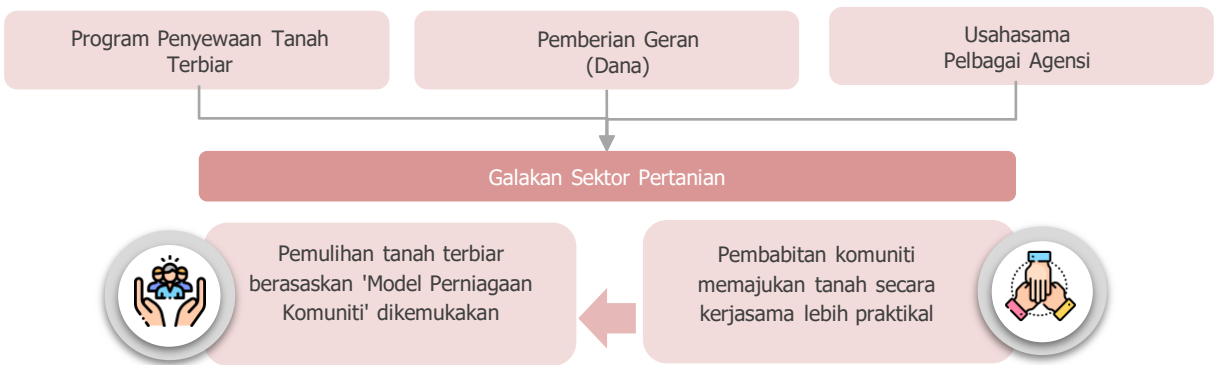 Program Penyewaan Tanah
Terbiar
Pemberian Geran
(Dana)
Usahasama
Pelbagai Agensi
Galakan Sektor Pertanian
Pemulihan tanah terbiar
berasaskan 'Model Perniagaan
Komuniti' dikemukakan
Pembabitan komuniti
memajukan tanah secara
kerjasama lebih praktikal